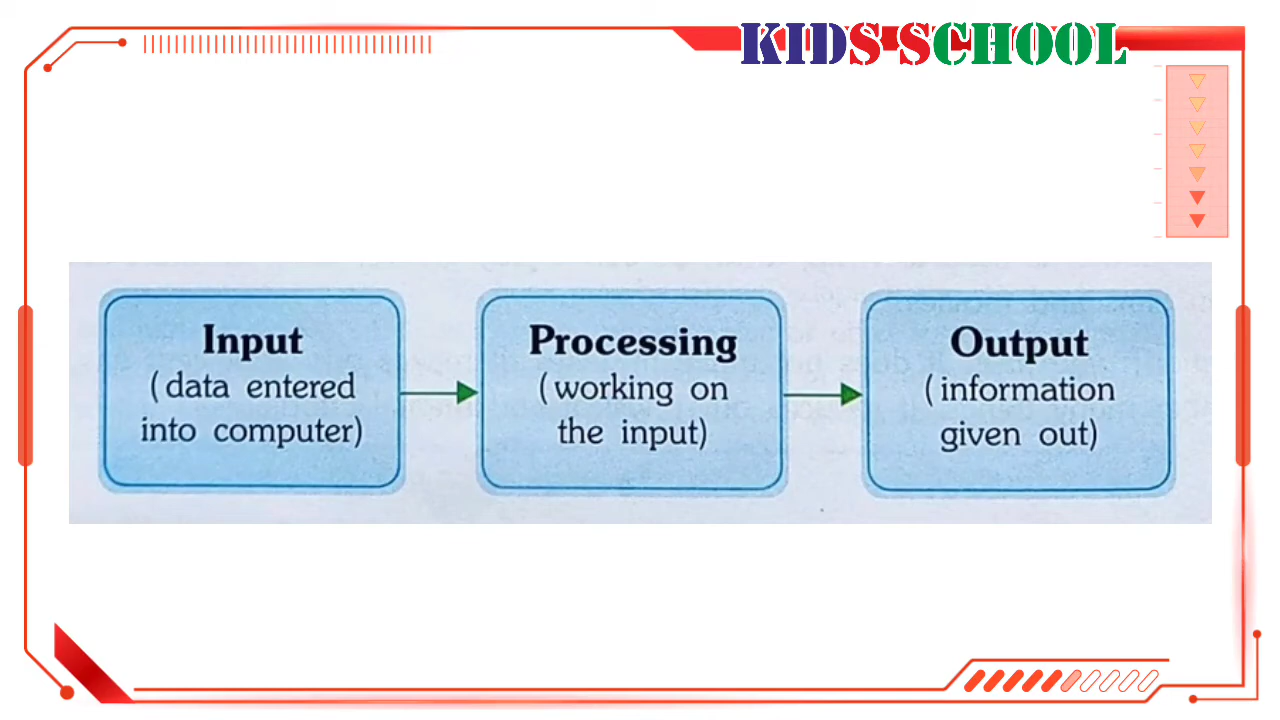 KIDS SCHOOL
Input
(data entered
into computer)
Processing
(working on
the input)
Output
(information
given out)